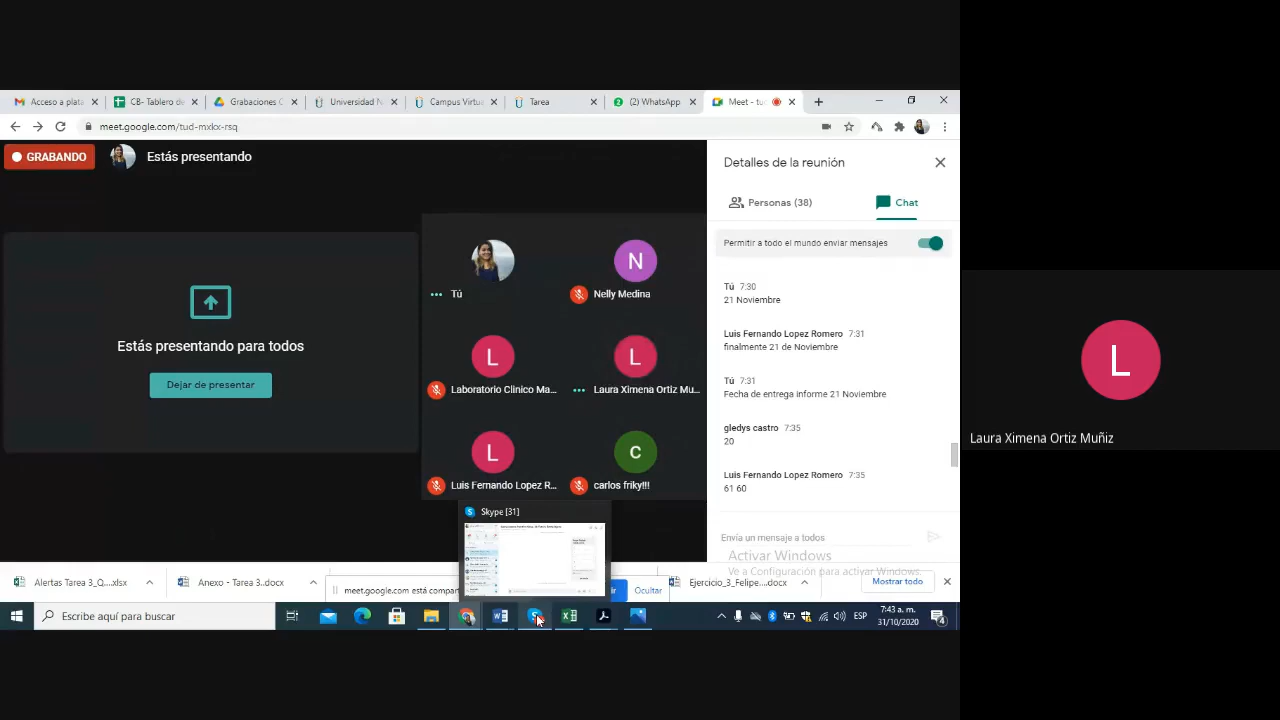 Acceso a plata
CB- Tablero de
Grabaciones C
Universidad N
Campus Virtua
Tarea
(2) WhatsApp
Meet - tud
meet.google.com/tud-mxkx-rsq
GRABANDO
Estás presentando
Detalles de la reunión
Personas (38)
Chat
Permitir a todo el mundo enviar mensajes
Estás presentando para todos
Dejar de presentar
Tú
N
Nelly Medina
L
Laboratorio Clinico Ma...
L
Laura Ximena Ortiz Mu...
L
Luis Fernando Lopez R...
C
carlos friky!!!
Tú 7:30
21 Noviembre
Luis Fernando Lopez Romero 7:31
finalmente 21 de Noviembre
Tú 7:31
Fecha de entrega informe 21 Noviembre
gledys castro 7:35
20
Luis Fernando Lopez Romero 7:35
61 60
Envía un mensaje a todos
Activar Windows
Ve a Configuración para activar Windows.
Skype [31]
Alertas Tarea 3_Q....xlsx
Anexo - Tarea 3..docx
meet.google.com está compar
ir
Ocultar
Ejercicio_3_Felipe....docx
Mostrar todo
Escribe aquí para buscar
ESP
7:43 a. m.
31/10/2020
4
L
Laura Ximena Ortiz Muñiz